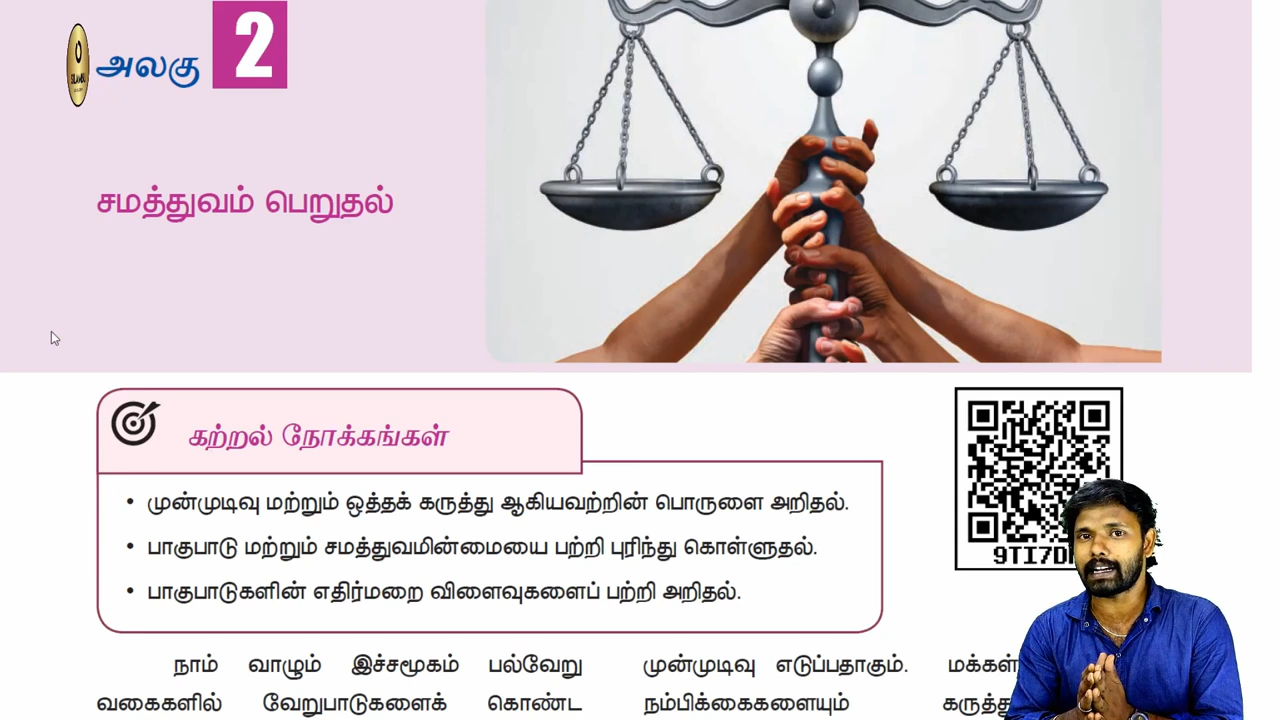 அலகு 2
சமத்துவம் பெறுதல்
கற்றல் நோக்கங்கள்
• முன்முடிவு மற்றும் ஒத்தக் கருத்து ஆகியவற்றின் பொருளை அறிதல்.
• பாகுபாடு மற்றும் சமத்துவமின்மையை பற்றி புரிந்து கொள்ளுதல்.
• பாகுபாடுகளின் எதிர்மறை விளைவுகளைப் பற்றி அறிதல்.
9TI7D
நாம் வாழும் இச்சமூகம் பல்வேறு
வகைகளில் வேறுபாடுகளைக் கொண்ட
முன்முடிவு எடுப்பதாகும். மக்கள்
நம்பிக்கைகளையும்